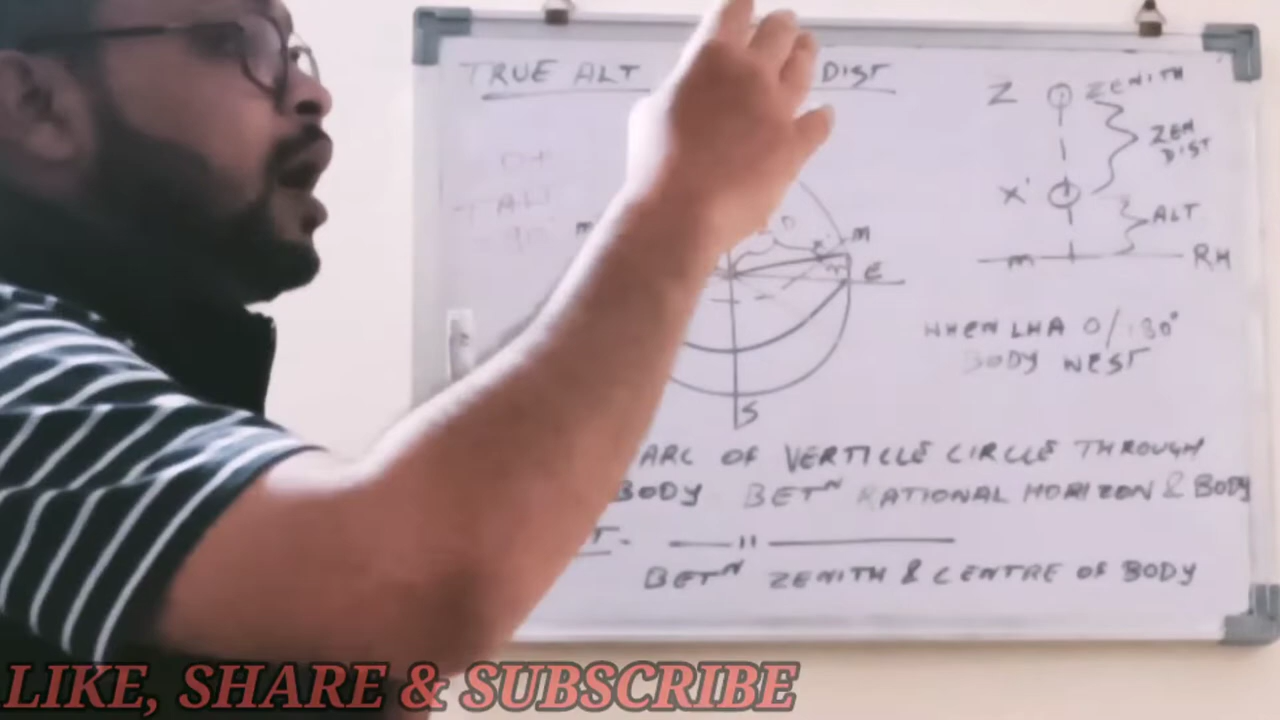 TRUE ALT DIST
Z ZENITH
ZEN
DIST
X
ALT
m RH
m
E
S
WHEN LHA 0/180°
BODY WEST
ARC OF VERTICLE CIRCLE THROUGH
BODY BETN RATIONAL HORIZON & BODY
T- —— " ——
BETN ZENITH & CENTRE OF BODY
LIKE, SHARE & SUBSCRIBE